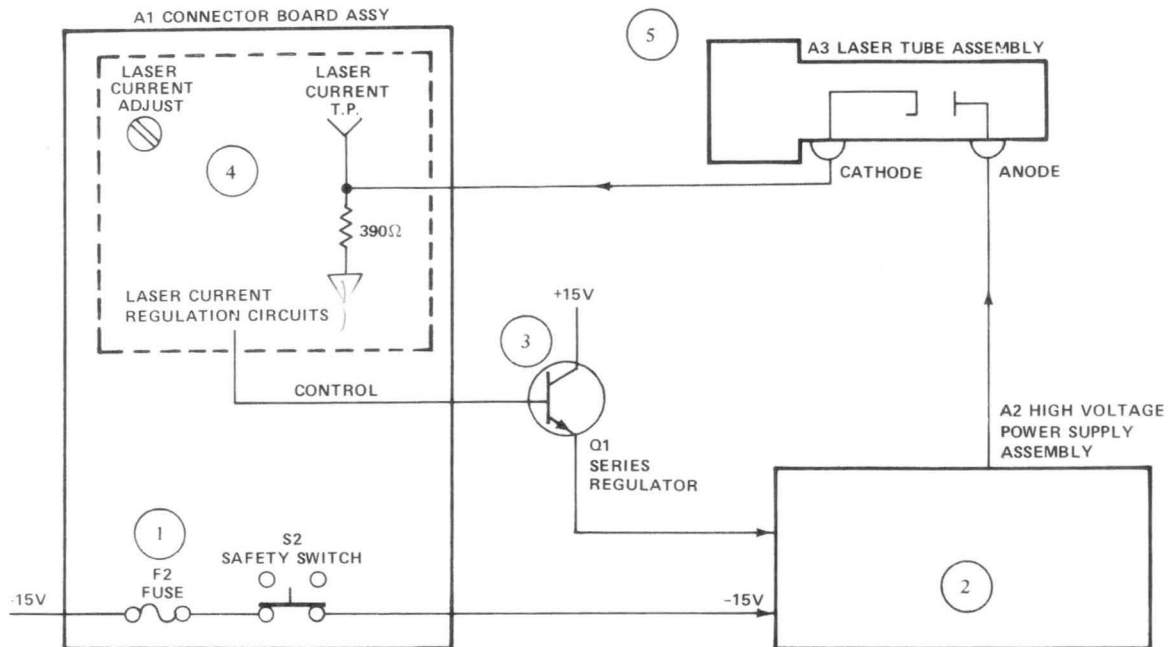 A1 CONNECTOR BOARD ASSY
LASER
CURRENT
ADJUST
LASER
CURRENT
T.P.
4
390Ω
LASER CURRENT
REGULATION CIRCUITS
CONTROL
5
A3 LASER TUBE ASSEMBLY
CATHODE
ANODE
+15V
3
Q1
SERIES
REGULATOR
A2 HIGH VOLTAGE
POWER SUPPLY
ASSEMBLY
1
F2
FUSE
S2
SAFETY SWITCH
-15V
–15V
2